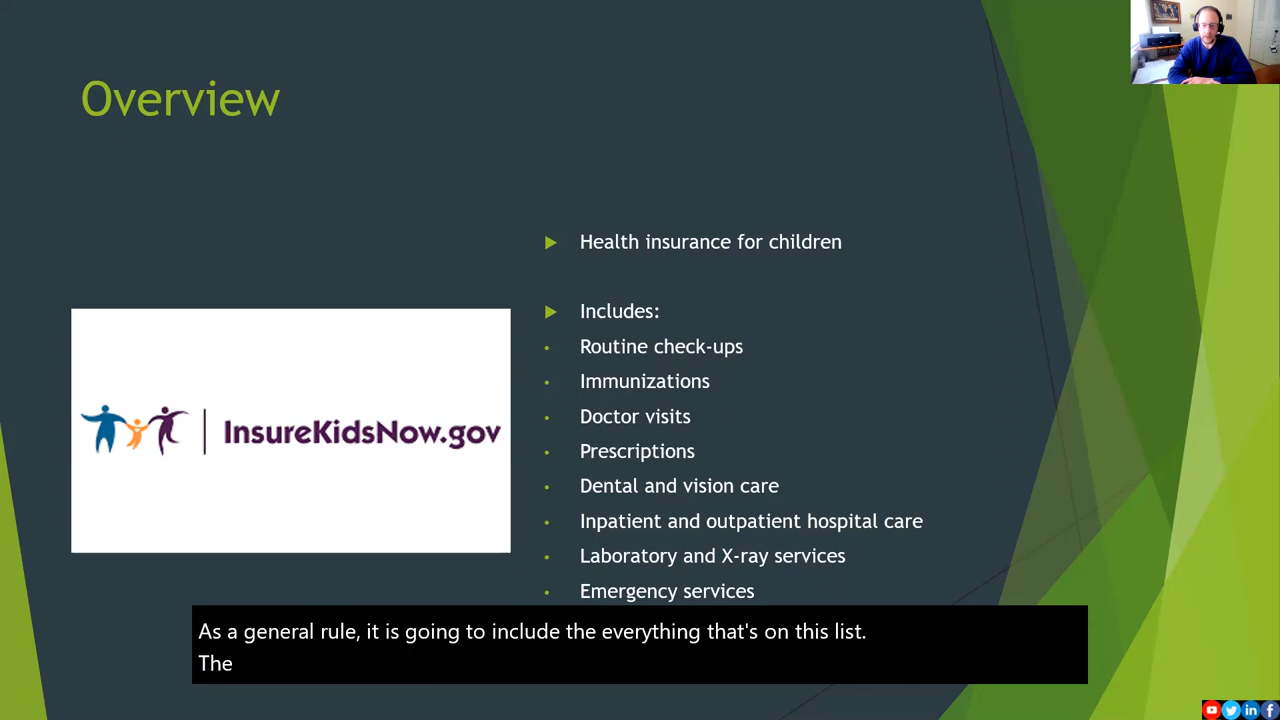 Overview
Health insurance for children
Includes:
Routine check-ups
Immunizations
Doctor visits
Prescriptions
Dental and vision care
Inpatient and outpatient hospital care
Laboratory and X-ray services
Emergency services
InsureKidsNow.gov
As a general rule, it is going to include the everything that's on this list.
The